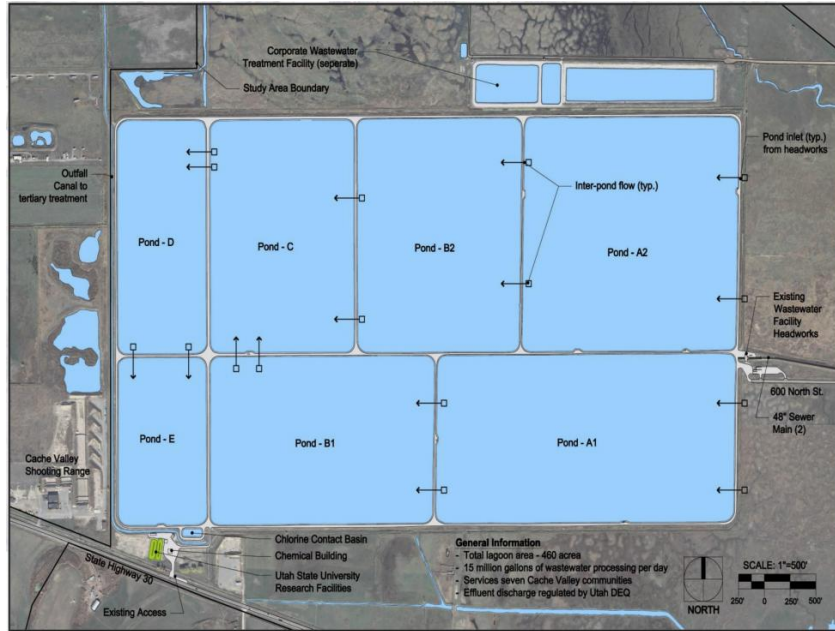 Corporate Wastewater
Treatment Facility (seperate)
Study Area Boundary
Pond inlet (typ.)
from headworks
Outfall
Canal to
tertiary treatment
Inter-pond flow (typ.)
Pond - D
Pond - C
Pond - B2
Pond - A2
Existing
Wastewater
Facility
Headworks
600 North St.
48" Sewer
Main (2)
Pond - E
Pond - B1
Pond - A1
Cache Valley
Shooting Range
Chlorine Contact Basin
Chemical Building
Utah State University
Research Facilities
State Highway 30
Existing Access
General Information
- Total lagoon area - 460 acrea
- 15 million gallons of wastewater processing per day
- Services seven Cache Valley communities
- Effluent discharge regulated by Utah DEQ
NORTH
SCALE: 1"=500'
250' 0 250' 500'